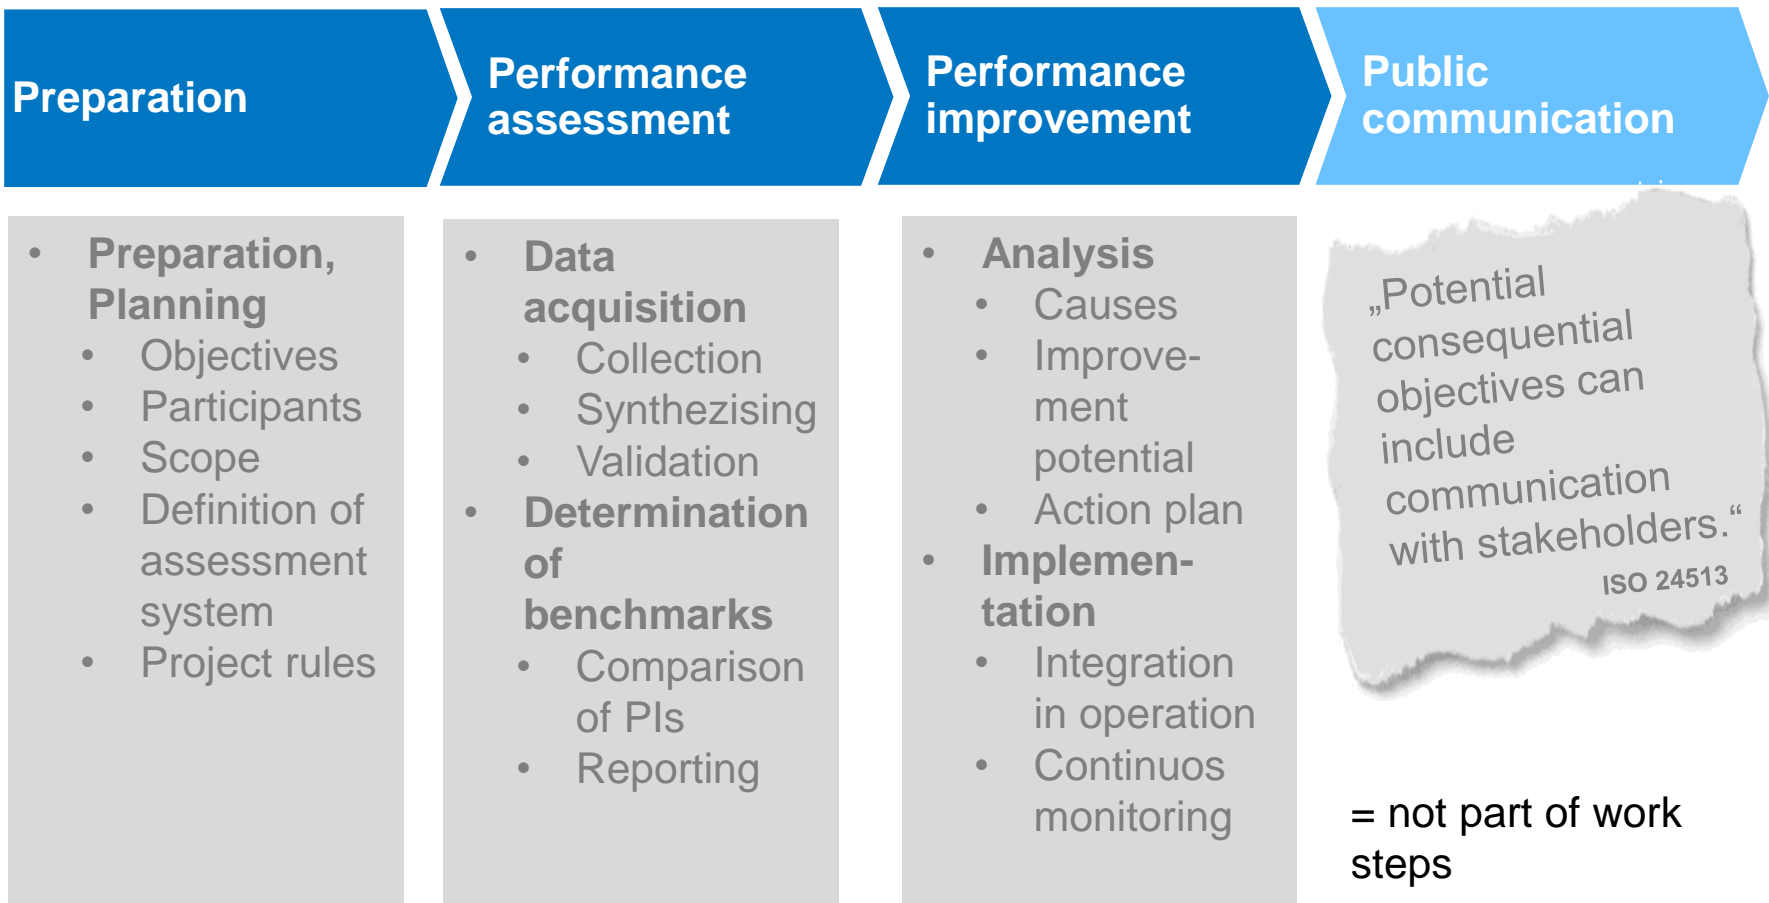 Preparation
Performance
assessment
Performance
improvement
Public
communication
• Preparation,
Planning
• Objectives
• Participants
• Scope
• Definition of
assessment
system
• Project rules
• Data
acquisition
• Collection
• Synthezising
• Validation
• Determination
of
benchmarks
• Comparison
of PIs
• Reporting
• Analysis
• Causes
• Improve-
ment
potential
• Action plan
• Implemen-
tation
• Integration
in operation
• Continuos
monitoring
„Potential
consequential
objectives can
include
communication
with stakeholders.“
ISO 24513
= not part of work
steps